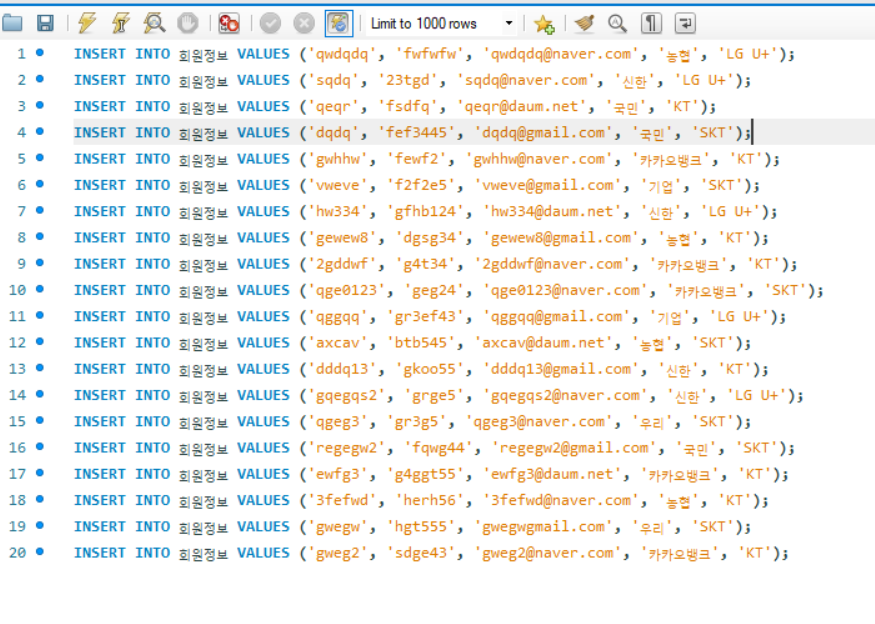 Limit to 1000 rows
1 INSERT INTO 회원정보 VALUES ('qwdqdq', 'fwfwfw', 'qwdqdq@naver.com', '농협', 'LG U+');
2 INSERT INTO 회원정보 VALUES ('sqdq', '23tgd', 'sqdq@naver.com', '신한', 'LG U+');
3 INSERT INTO 회원정보 VALUES ('qeqr', 'fsdfq', 'qeqr@daum.net', '국민', 'KT');
4 INSERT INTO 회원정보 VALUES ('dqdq', 'fef3445', 'dqdq@gmail.com', '국민', 'SKT');
5 INSERT INTO 회원정보 VALUES ('gwhhw', 'fewf2', 'gwhhw@naver.com', '카카오뱅크', 'KT');
6 INSERT INTO 회원정보 VALUES ('vweve', 'f2f2e5', 'vweve@gmail.com', '기업', 'SKT');
7 INSERT INTO 회원정보 VALUES ('hw334', 'gfhb124', 'hw334@daum.net', '신한', 'LG U+');
8 INSERT INTO 회원정보 VALUES ('gewew8', 'dgsg34', 'gewew8@gmail.com', '농협', 'KT');
9 INSERT INTO 회원정보 VALUES ('2gddwf', 'g4t34', '2gddwf@naver.com', '카카오뱅크', 'KT');
10 INSERT INTO 회원정보 VALUES ('qge0123', 'geg24', 'qge0123@naver.com', '카카오뱅크', 'SKT');
11 INSERT INTO 회원정보 VALUES ('qggqq', 'gr3ef43', 'qggqq@gmail.com', '기업', 'LG U+');
12 INSERT INTO 회원정보 VALUES ('axcav', 'btb545', 'axcav@daum.net', '농협', 'SKT');
13 INSERT INTO 회원정보 VALUES ('dddq13', 'gkoo55', 'dddq13@gmail.com', '신한', 'KT');
14 INSERT INTO 회원정보 VALUES ('gqegqs2', 'grge5', 'gqegqs2@naver.com', '신한', 'LG U+');
15 INSERT INTO 회원정보 VALUES ('qgeg3', 'gr3g5', 'qgeg3@naver.com', '우리', 'SKT');
16 INSERT INTO 회원정보 VALUES ('regegw2', 'fqwg44', 'regegw2@gmail.com', '국민', 'SKT');
17 INSERT INTO 회원정보 VALUES ('ewfg3', 'g4ggt55', 'ewfg3@daum.net', '카카오뱅크', 'KT');
18 INSERT INTO 회원정보 VALUES ('3fefwd', 'herh56', '3fefwd@naver.com', '농협', 'KT');
19 INSERT INTO 회원정보 VALUES ('gwegw', 'hgt555', 'gwegwgmail.com', '우리', 'SKT');
20 INSERT INTO 회원정보 VALUES ('gweg2', 'sdge43', 'gweg2@naver.com', '카카오뱅크', 'KT');